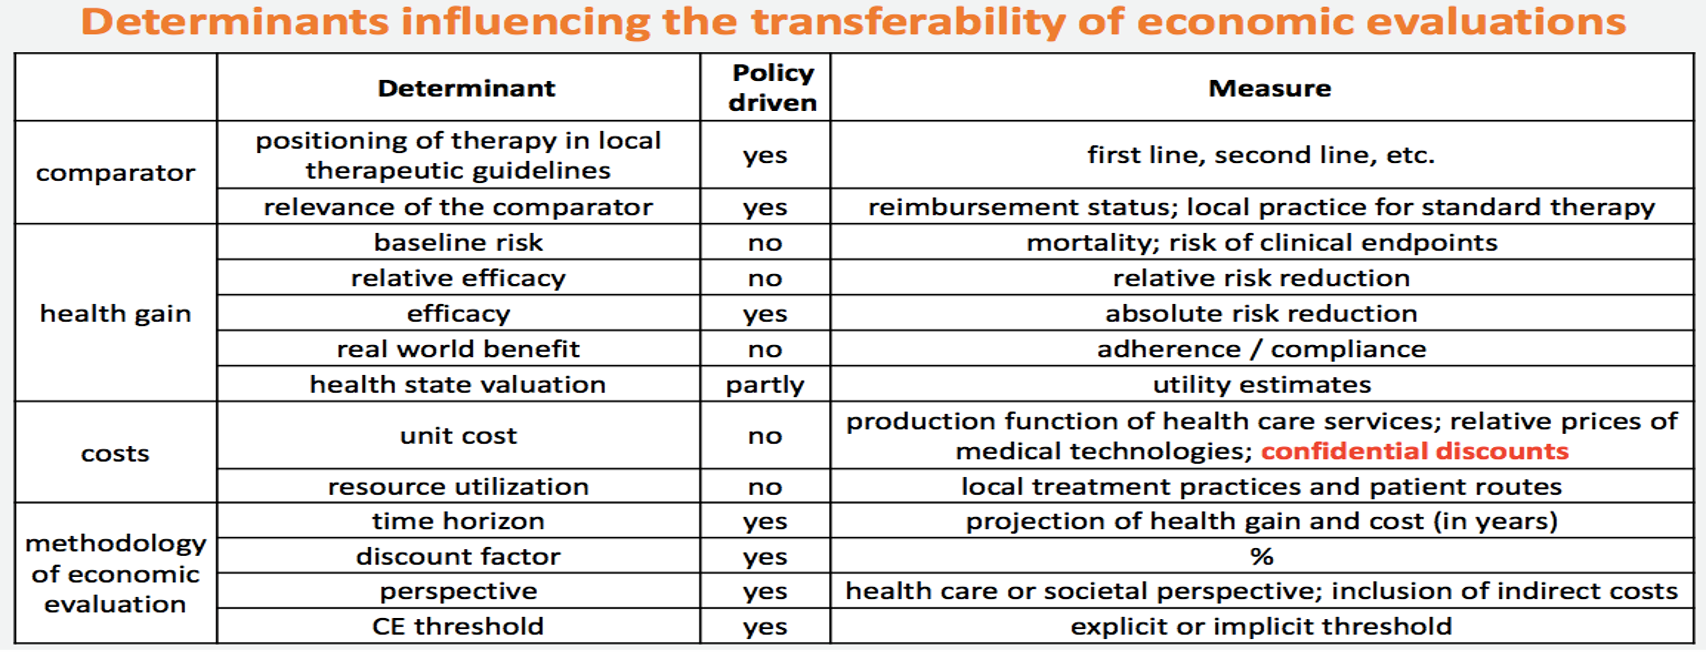 Determinants influencing the transferability of economic evaluations
Determinant
Policy
driven
Measure
comparator
positioning of therapy in local
therapeutic guidelines
yes
first line, second line, etc.
relevance of the comparator
yes
reimbursement status; local practice for standard therapy
health gain
baseline risk
no
mortality; risk of clinical endpoints
relative efficacy
no
relative risk reduction
efficacy
yes
absolute risk reduction
real world benefit
no
adherence / compliance
health state valuation
partly
utility estimates
costs
unit cost
no
production function of health care services; relative prices of
medical technologies; confidential discounts
resource utilization
no
local treatment practices and patient routes
methodology
of economic
evaluation
time horizon
yes
projection of health gain and cost (in years)
discount factor
yes
%
perspective
yes
health care or societal perspective; inclusion of indirect costs
CE threshold
yes
explicit or implicit threshold